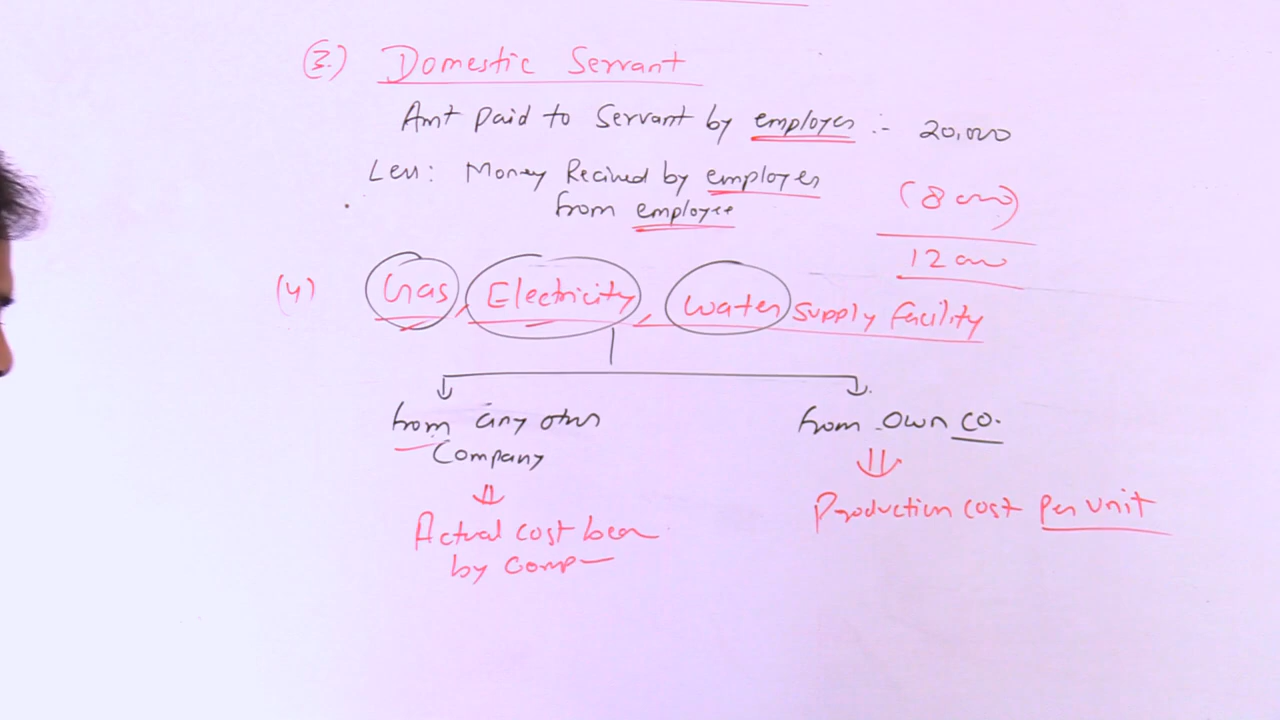 (3.) Domestic Servant
Amt paid to Servant by employer :- 20,000
Less: Money Recived by employer
from employee
(8000)
12000
(4) Gas, Electricity, Water supply facility
from any other
Company
from own co.
Actual cost bear
by comp
Production cost per unit